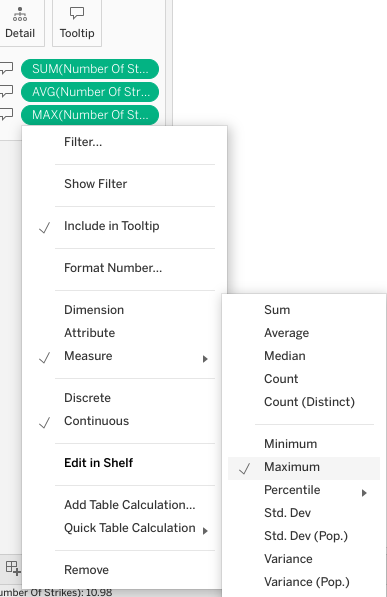 Detail
Tooltip
SUM(Number Of St...
AVG(Number Of Str...
MAX(Number Of St...
Filter...
Show Filter
Include in Tooltip
Format Number...
Dimension
Attribute
Measure
Discrete
Continuous
Edit in Shelf
Add Table Calculation...
Quick Table Calculation
Remove
Sum
Average
Median
Count
Count (Distinct)
Minimum
Maximum
Percentile
Std. Dev
Std. Dev (Pop.)
Variance
Variance (Pop.)
umber Of Strikes): 10.98